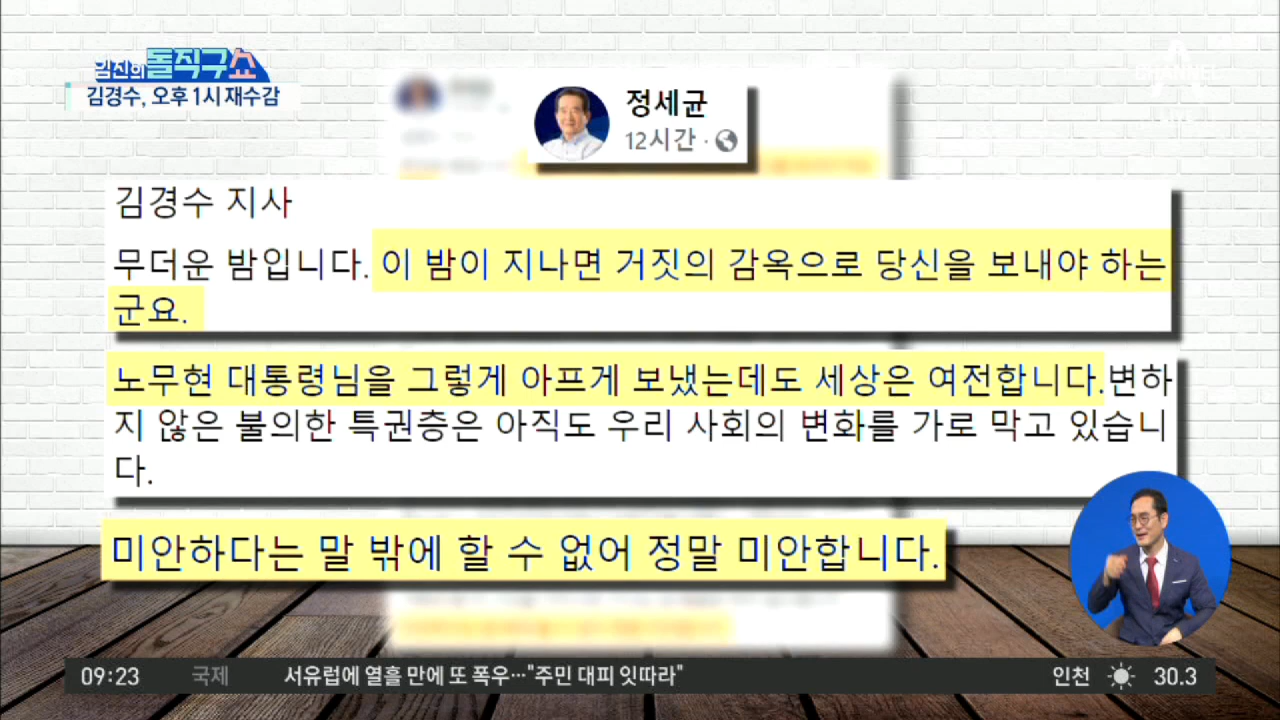 김진의 돌직구쇼
김경수, 오후 1시 재수감
정세균
12시간 ·
김경수 지사
무더운 밤입니다. 이 밤이 지나면 거짓의 감옥으로 당신을 보내야 하는
군요.
노무현 대통령님을 그렇게 아프게 보냈는데도 세상은 여전합니다.변하
지 않은 불의한 특권층은 아직도 우리 사회의 변화를 가로 막고 있습니
다.
미안하다는 말 밖에 할 수 없어 정말 미안합니다.
09:23 국제 서유럽에 열흘 만에 또 폭우…"주민 대피 잇따라" 인천 30.3